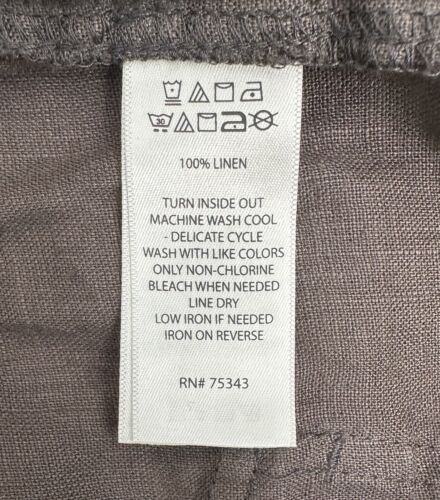 30
100% LINEN
TURN INSIDE OUT
MACHINE WASH COOL
- DELICATE CYCLE
WASH WITH LIKE COLORS
ONLY NON-CHLORINE
BLEACH WHEN NEEDED
LINE DRY
LOW IRON IF NEEDED
IRON ON REVERSE
RN# 75343